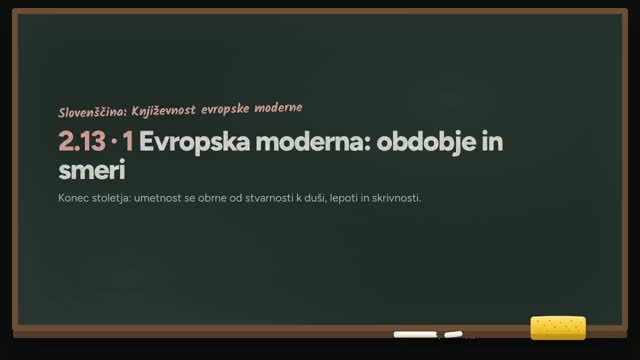 Slovenščina: Književnost evropske moderne
2.13 · 1 Evropska moderna: obdobje in
smeri
Konec stoletja: umetnost se obrne od stvarnosti k duši, lepoti in skrivnosti.